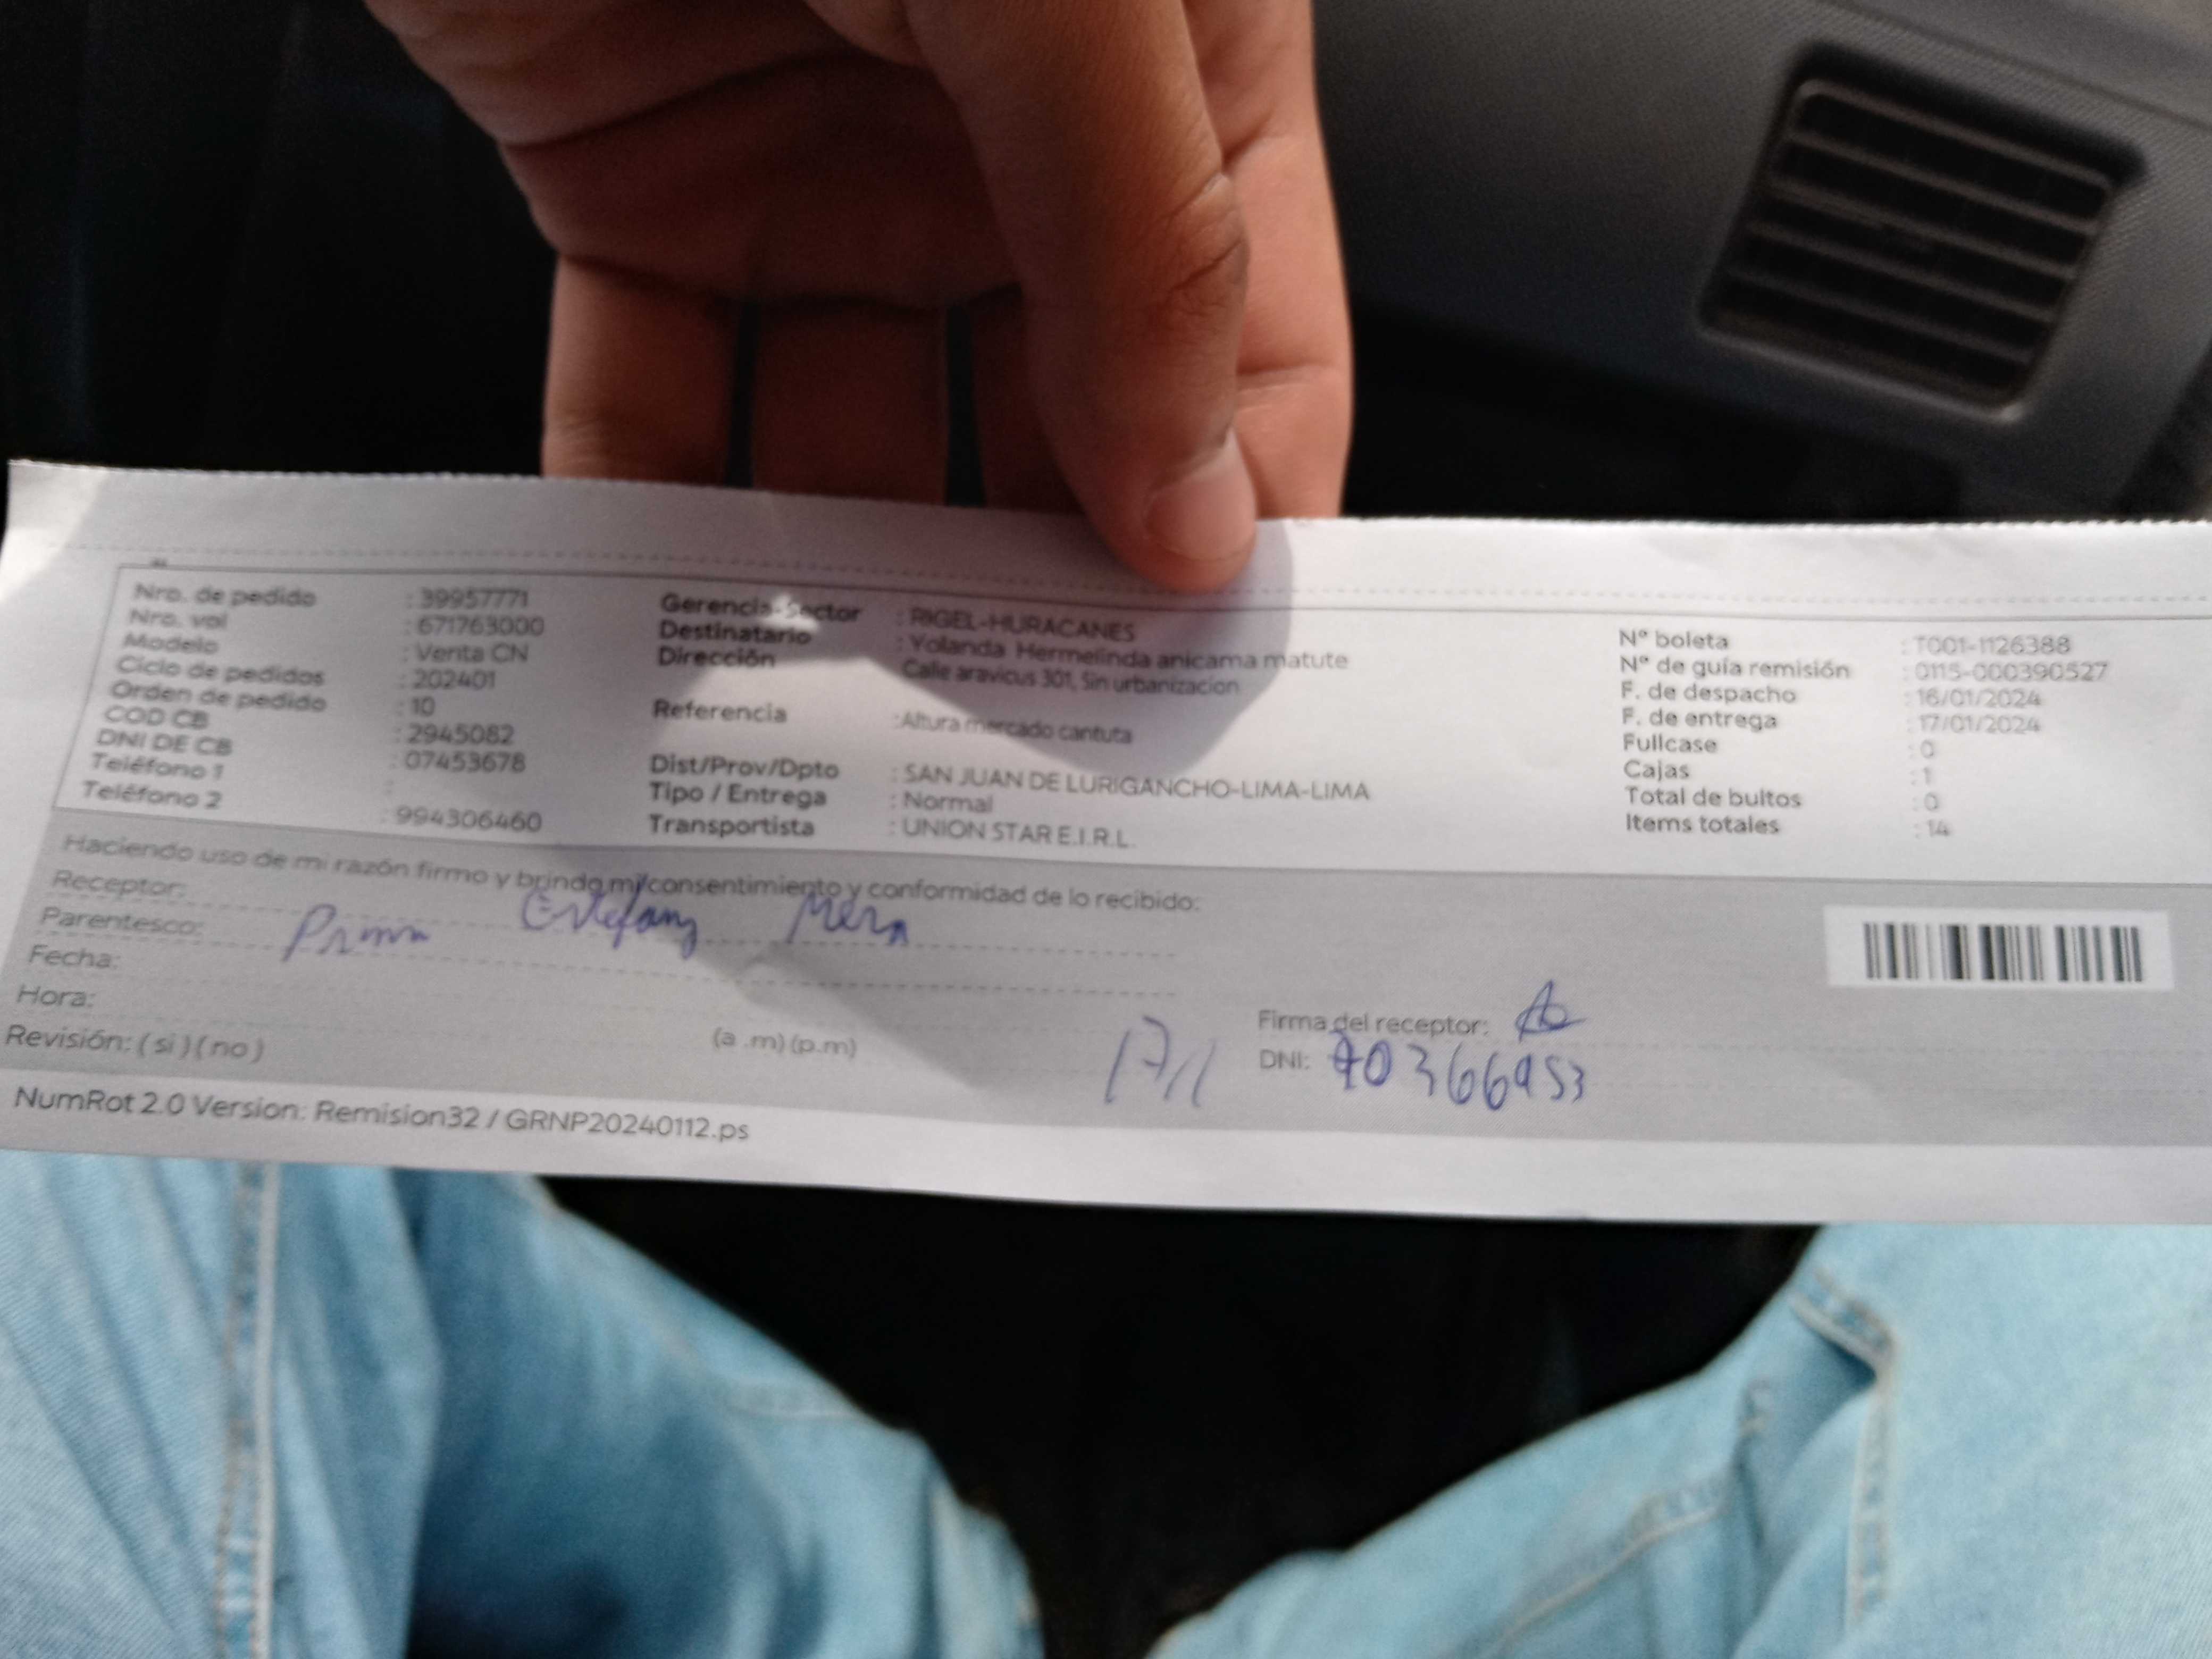 Nro. de pedido : 39957771
Nro. vol : 671763000
Modelo : Venta CN
Ciclo de pedidos : 202401
Orden de pedido : 10
COD CB : 2945082
DNI DE CB : 07453678
Teléfono 1 :
Teléfono 2 : 994306460
Gerencia-Sector : RIGEL-HURACANES
Destinatario : Yolanda Hermelinda anicama matute
Dirección : Calle aravicus 301, Sin urbanizacion
Referencia : Altura mercado cantuta
Dist/Prov/Dpto : SAN JUAN DE LURIGANCHO-LIMA-LIMA
Tipo / Entrega : Normal
Transportista : UNION STAR E.I.R.L.
N° boleta : T001-1126388
N° de guía remisión : 0115-000390527
F. de despacho : 16/01/2024
F. de entrega : 17/01/2024
Fullcase : 0
Cajas : 1
Total de bultos : 0
Items totales : 14
Haciendo uso de mi razón firmo y brindo mi consentimiento y conformidad de lo recibido:
Receptor: Estefany Mera
Parentesco: Prima
Fecha:
Hora: (a .m) (p.m) 17/1
Revisión: ( si ) ( no )
Firma del receptor:
DNI: 70366953
NumRot 2.0 Version: Remision32 / GRNP20240112.ps